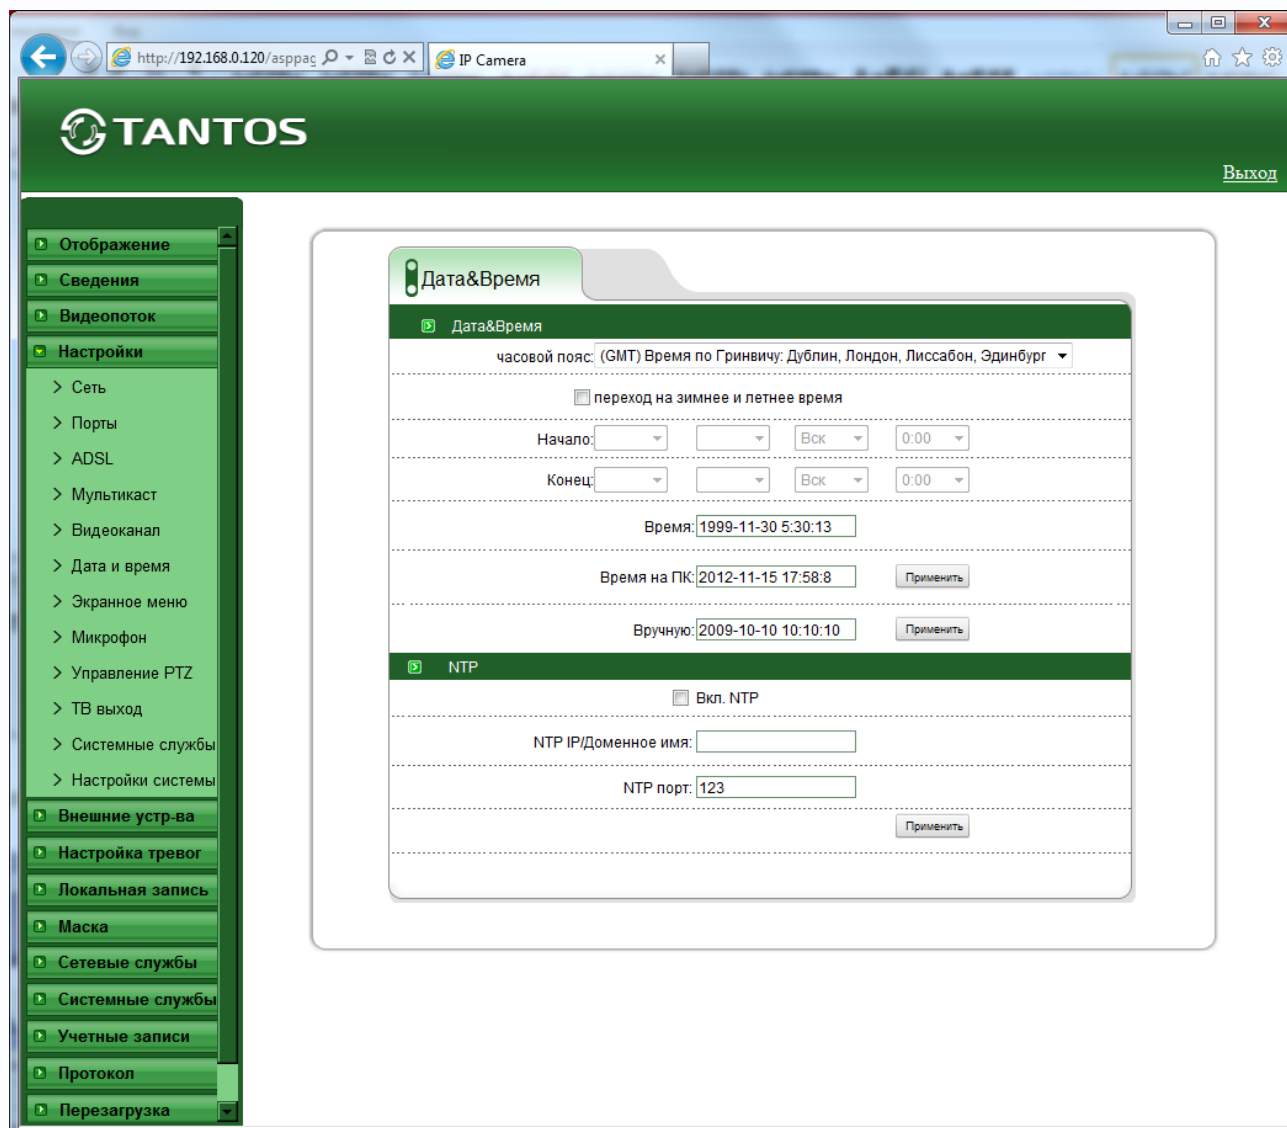 http://192.168.0.120/asppag
IP Camera
TANTOS
Выход
Отображение
Сведения
Видеопоток
Настройки
Сеть
Порты
ADSL
Мультикаст
Видеоканал
Дата и время
Экранное меню
Микрофон
Управление PTZ
ТВ выход
Системные службы
Настройки системы
Внешние устр-ва
Настройка тревог
Локальная запись
Маска
Сетевые службы
Системные службы
Учетные записи
Протокол
Перезагрузка
Дата&Время
Дата&Время
часовой пояс: (GMT) Время по Гринвичу: Дублин, Лондон, Лиссабон, Эдинбург
переход на зимнее и летнее время
Начало: Вск 0:00
Конец: Вск 0:00
Время: 1999-11-30 5:30:13
Время на ПК: 2012-11-15 17:58:8 Применить
Вручную: 2009-10-10 10:10:10 Применить
NTP
Вкл. NTP
NTP IP/Доменное имя:
NTP порт: 123
Применить